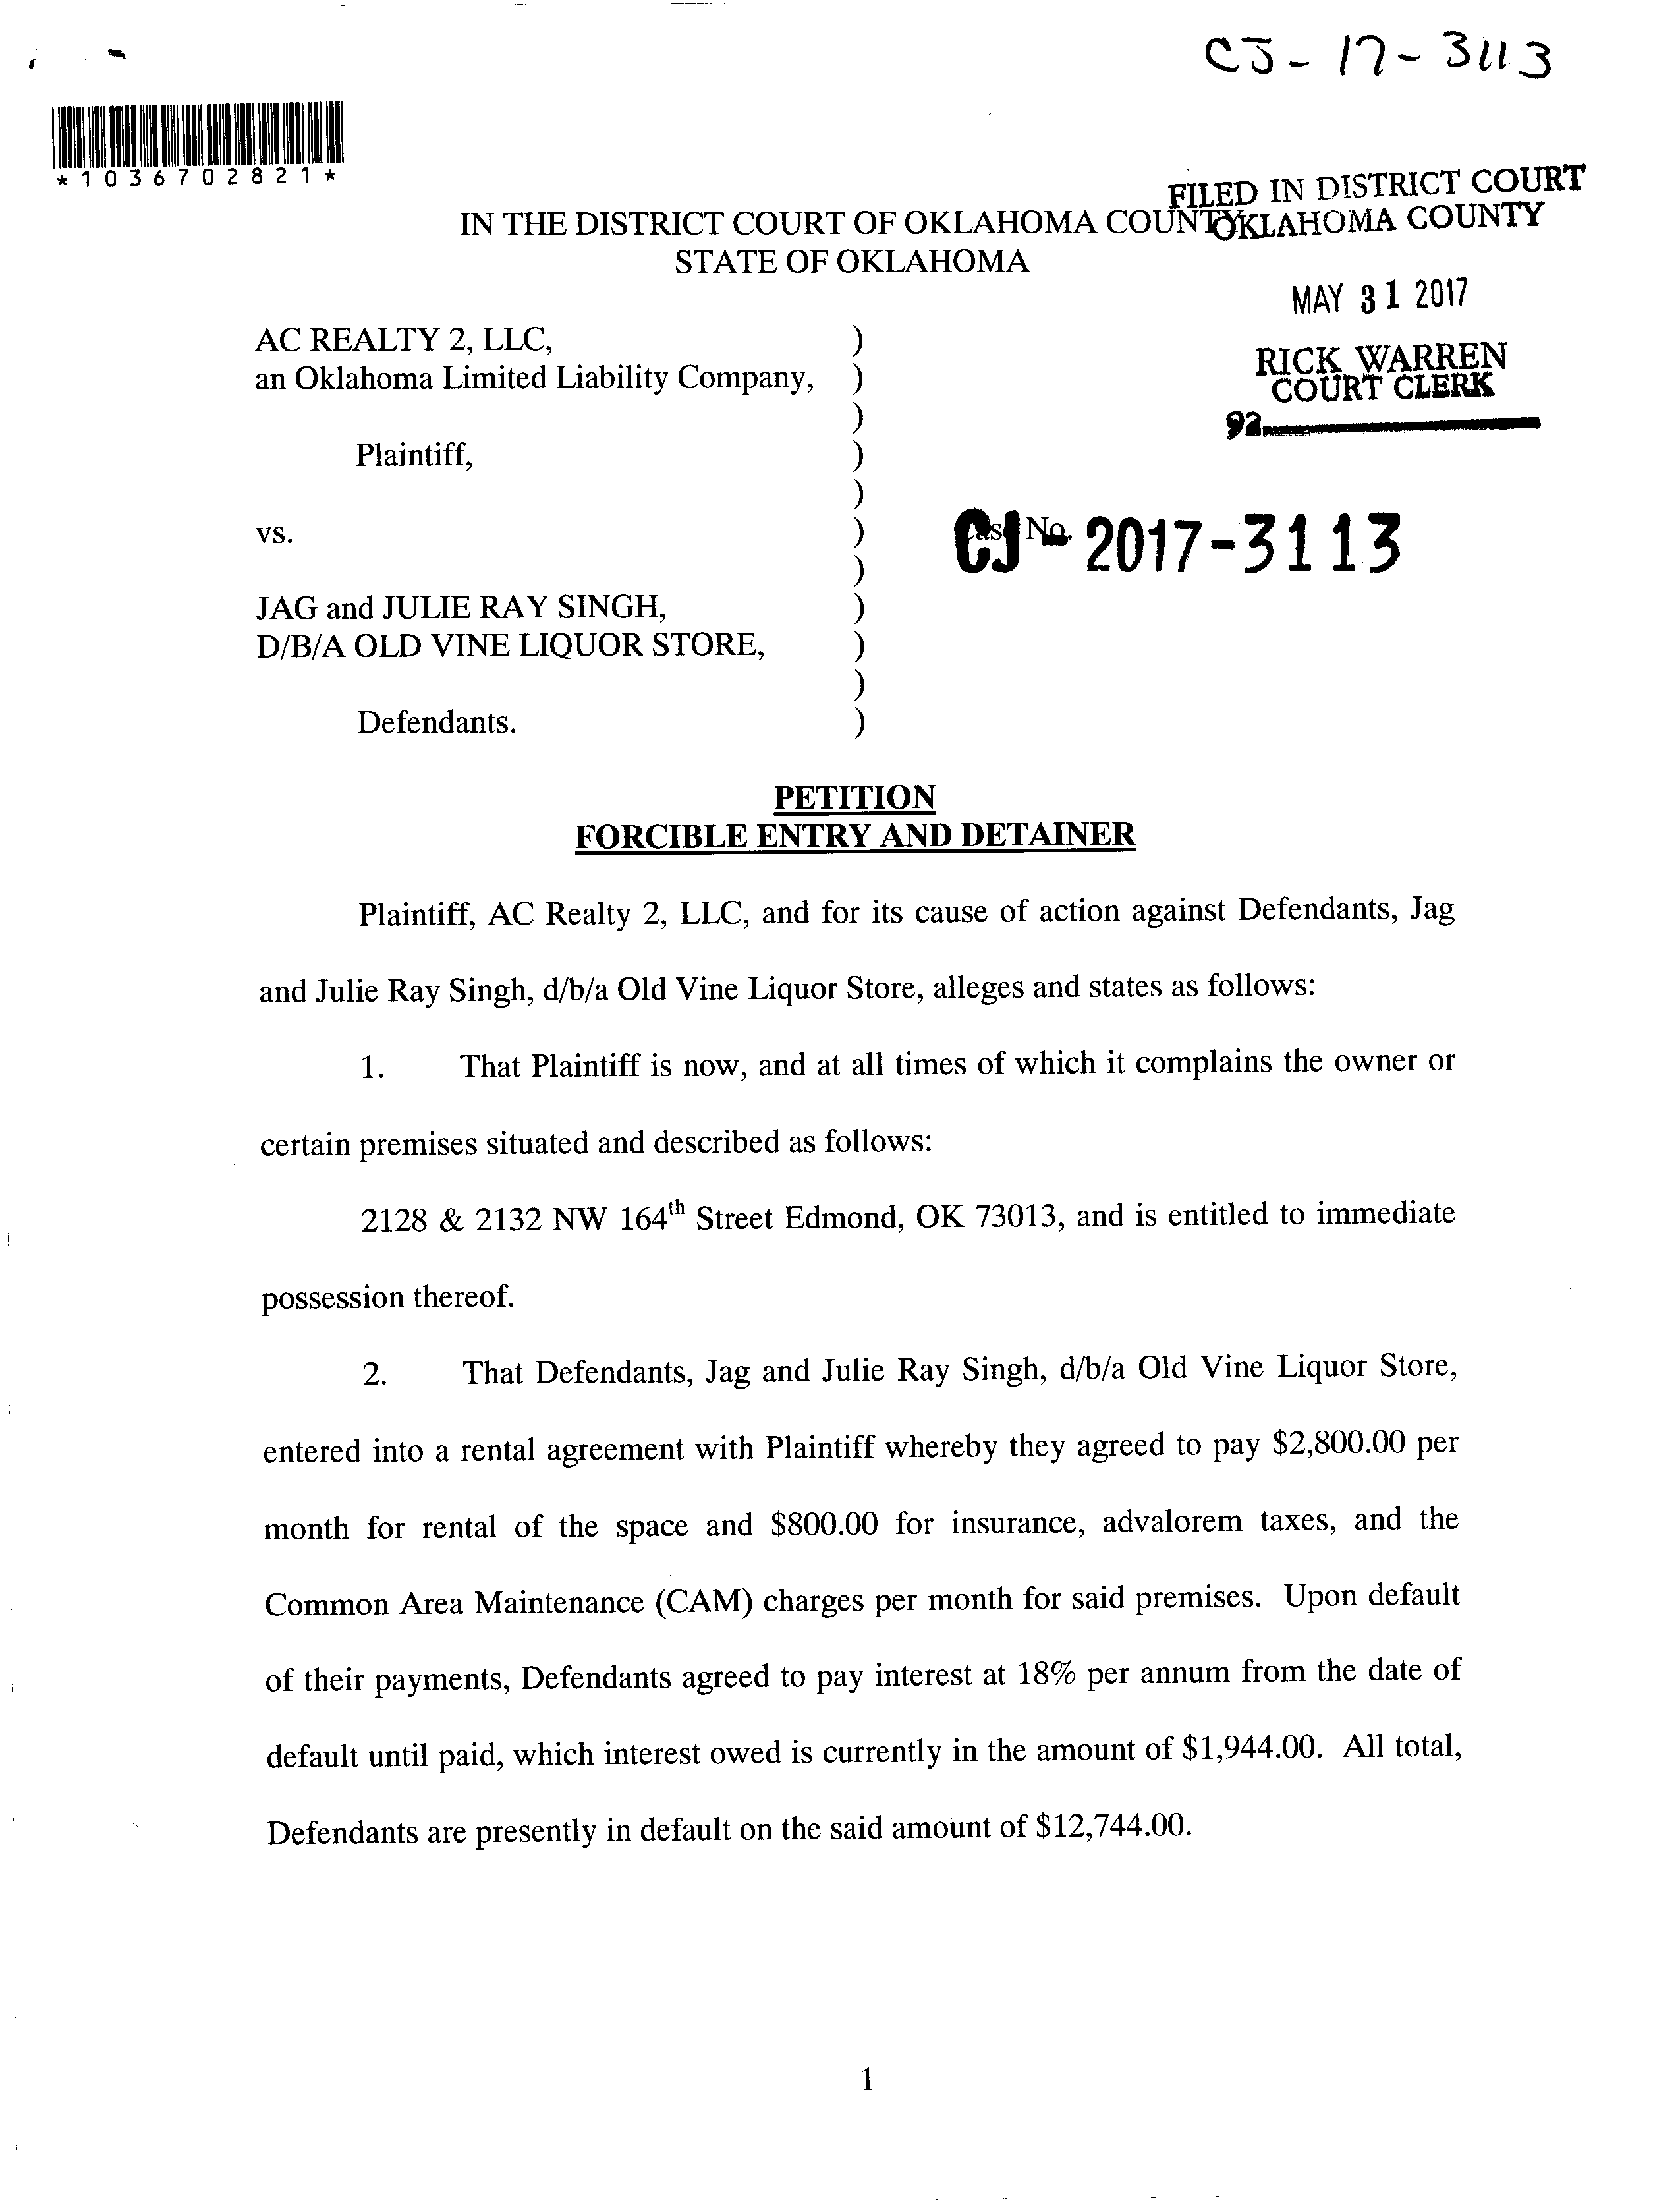 CJ-17-3113
*1036702821*
FILED IN DISTRICT COURT
OKLAHOMA COUNTY
IN THE DISTRICT COURT OF OKLAHOMA COUNTY
STATE OF OKLAHOMA
MAY 31 2017
RICK WARREN
COURT CLERK
92
AC REALTY 2, LLC, )
an Oklahoma Limited Liability Company, )
)
Plaintiff, )
)
vs. )
)
JAG and JULIE RAY SINGH, )
D/B/A OLD VINE LIQUOR STORE, )
)
Defendants. )
Case No.
CJ-2017-3113
PETITION
FORCIBLE ENTRY AND DETAINER
Plaintiff, AC Realty 2, LLC, and for its cause of action against Defendants, Jag
and Julie Ray Singh, d/b/a Old Vine Liquor Store, alleges and states as follows:
1. That Plaintiff is now, and at all times of which it complains the owner or
certain premises situated and described as follows:
2128 & 2132 NW 164th Street Edmond, OK 73013, and is entitled to immediate
possession thereof.
2. That Defendants, Jag and Julie Ray Singh, d/b/a Old Vine Liquor Store,
entered into a rental agreement with Plaintiff whereby they agreed to pay $2,800.00 per
month for rental of the space and $800.00 for insurance, advalorem taxes, and the
Common Area Maintenance (CAM) charges per month for said premises. Upon default
of their payments, Defendants agreed to pay interest at 18% per annum from the date of
default until paid, which interest owed is currently in the amount of $1,944.00. All total,
Defendants are presently in default on the said amount of $12,744.00.
1